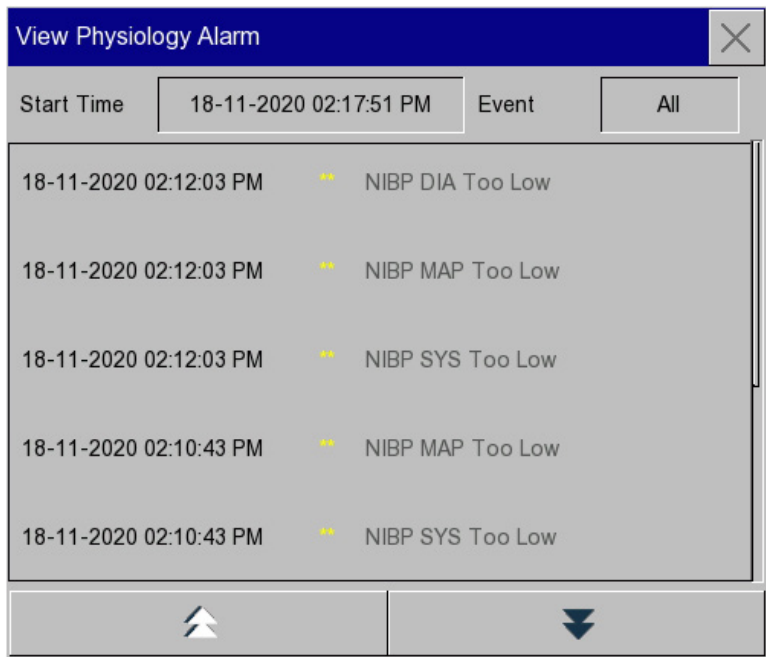 View Physiology Alarm
Start Time 18-11-2020 02:17:51 PM Event All
18-11-2020 02:12:03 PM ** NIBP DIA Too Low
18-11-2020 02:12:03 PM ** NIBP MAP Too Low
18-11-2020 02:12:03 PM ** NIBP SYS Too Low
18-11-2020 02:10:43 PM ** NIBP MAP Too Low
18-11-2020 02:10:43 PM ** NIBP SYS Too Low